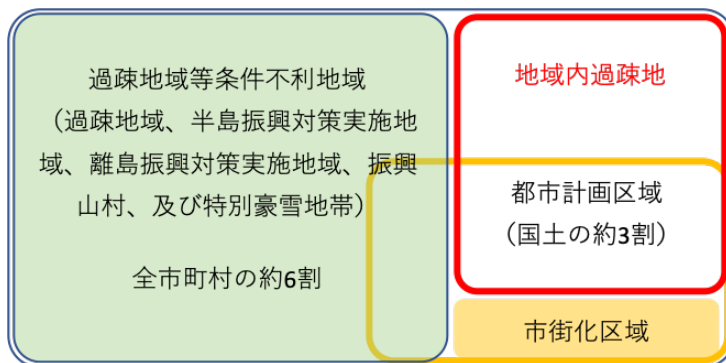 過疎地域等条件不利地域
（過疎地域、半島振興対策実施地
域、離島振興対策実施地域、振興
山村、及び特別豪雪地帯）
全市町村の約6割
地域内過疎地
都市計画区域
（国土の約3割）
市街化区域